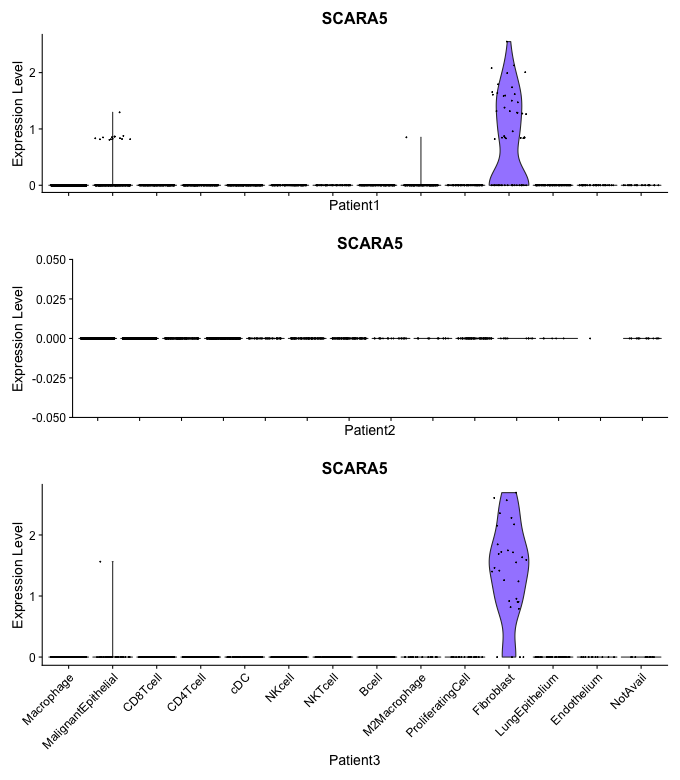 SCARA5
Expression Level
2
1
0
Patient1
SCARA5
Expression Level
0.050
0.025
0.000
-0.025
-0.050
Patient2
SCARA5
Expression Level
2
1
0
Macrophage
MalignantEpithelial
CD8Tcell
CD4Tcell
cDC
NKcell
NKTcell
Bcell
M2Macrophage
ProliferatingCell
Fibroblast
LungEpithelium
Endothelium
NotAvail
Patient3